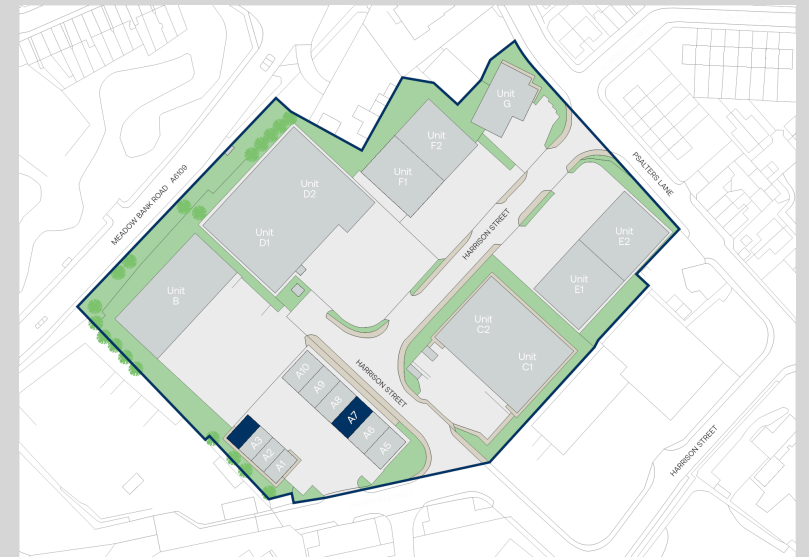 Unit
G
Unit
F2
Unit
F1
PSALTERS LANE
MEADOW BANK ROAD A6109
Unit
D2
Unit
D1
HARRISON STREET
Unit
E2
Unit
E1
Unit
B
Unit
C2
Unit
C1
HARRISON STREET
A10
A9
A8
A7
A6
A5
A3
A2
A1
HARRISON STREET